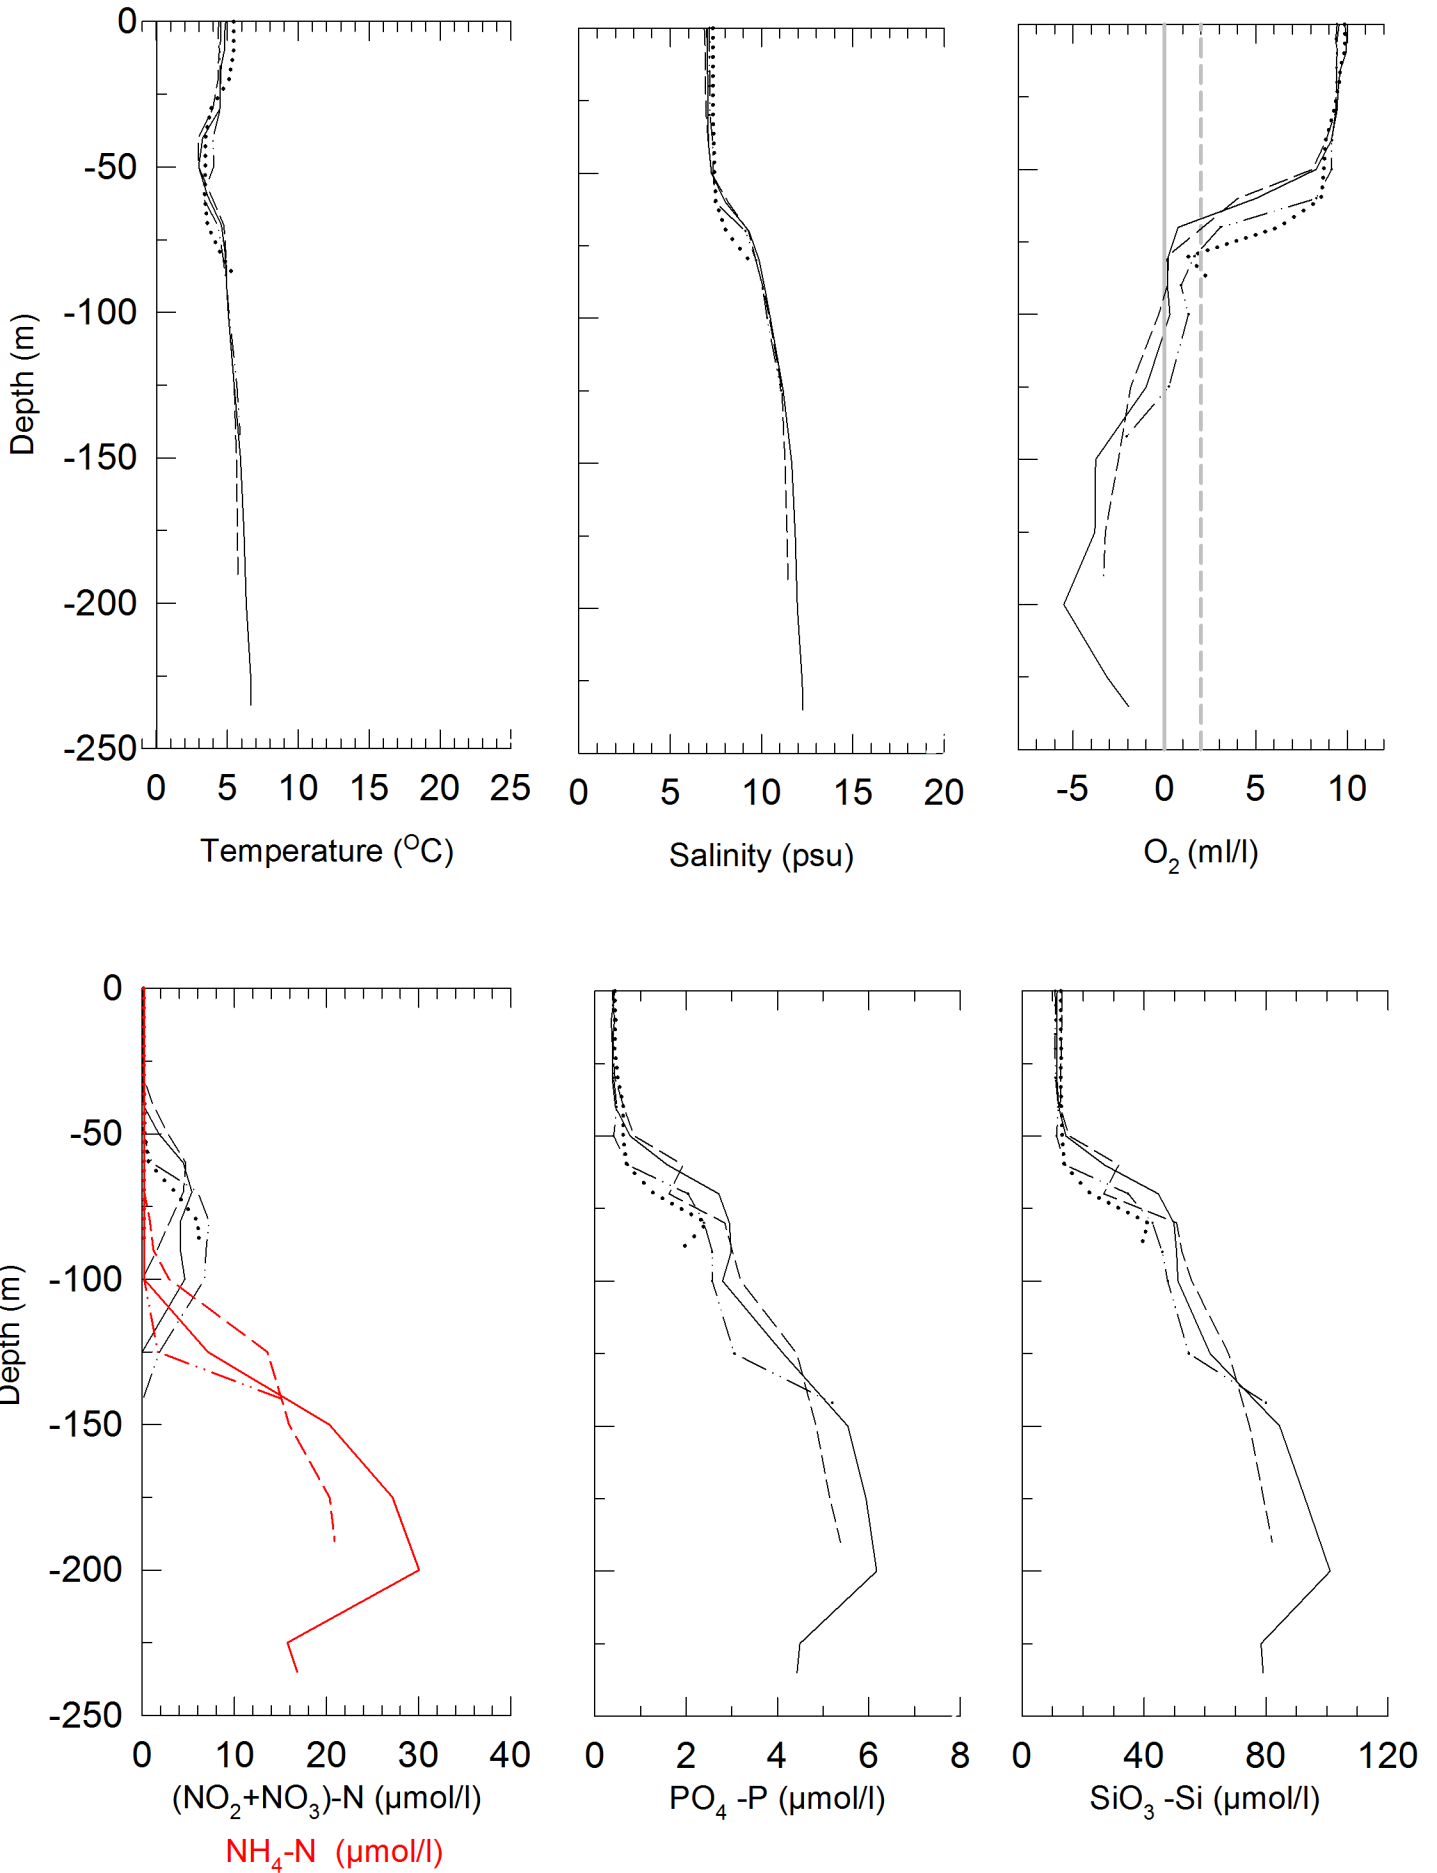 0
-50
-100
-150
-200
-250
Depth (m)
0 5 10 15 20 25
Temperature (°C)
0 5 10 15 20
Salinity (psu)
-5 0 5 10
O₂ (ml/l)
0
-50
-100
-150
-200
-250
Depth (m)
0 10 20 30 40
(NO₂+NO₃)-N (µmol/l)
NH₄-N (µmol/l)
0 2 4 6 8
PO₄ -P (µmol/l)
0 40 80 120
SiO₃ -Si (µmol/l)